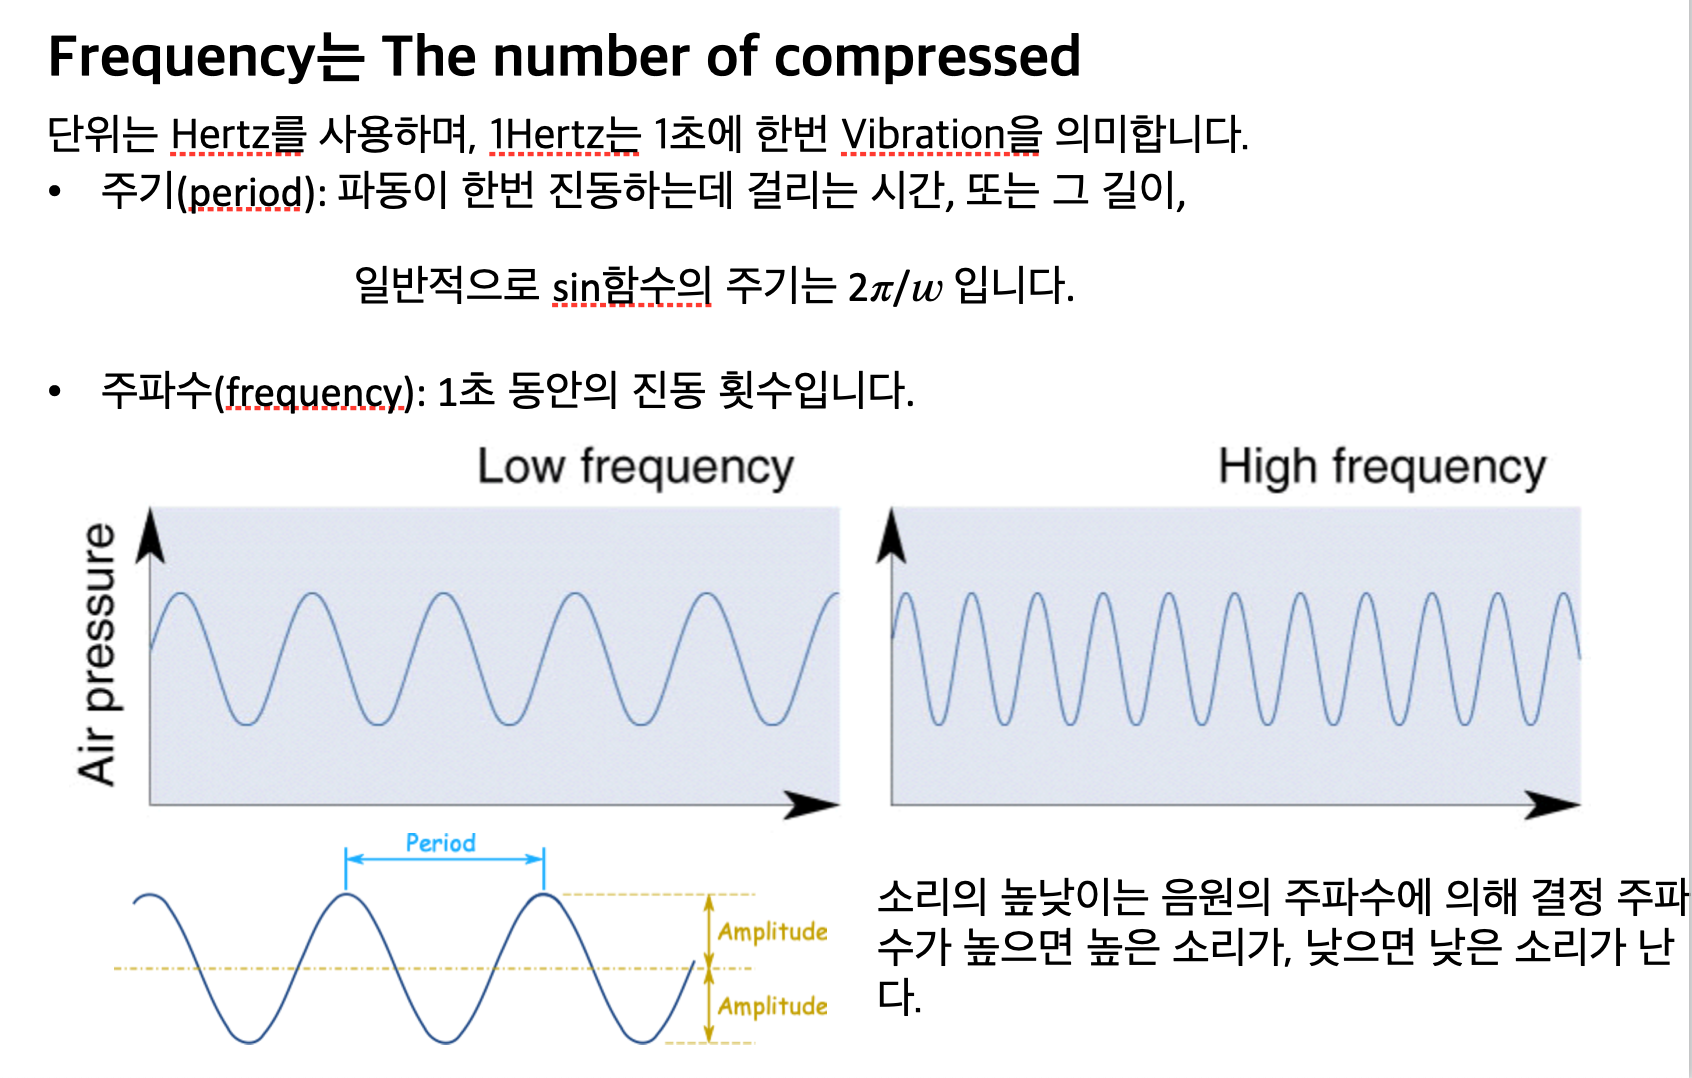 Frequency는 The number of compressed
단위는 Hertz를 사용하며, 1Hertz는 1초에 한번 Vibration을 의미합니다.
• 주기(period): 파동이 한번 진동하는데 걸리는 시간, 또는 그 길이,
일반적으로 sin함수의 주기는 2𝜋/𝑤 입니다.
• 주파수(frequency): 1초 동안의 진동 횟수입니다.
Low frequency
High frequency
Air pressure
Period
Amplitude
Amplitude
소리의 높낮이는 음원의 주파수에 의해 결정 주파
수가 높으면 높은 소리가, 낮으면 낮은 소리가 난
다.